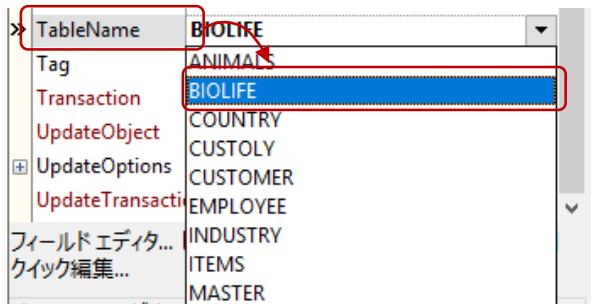 TableName BIOLIFE
Tag ANIMALS
Transaction BIOLIFE
UpdateObject COUNTRY
UpdateOptions CUSTOLY
CUSTOMER
UpdateTransacti EMPLOYEE
フィールド エディタ... INDUSTRY
クイック編集... ITEMS
MASTER